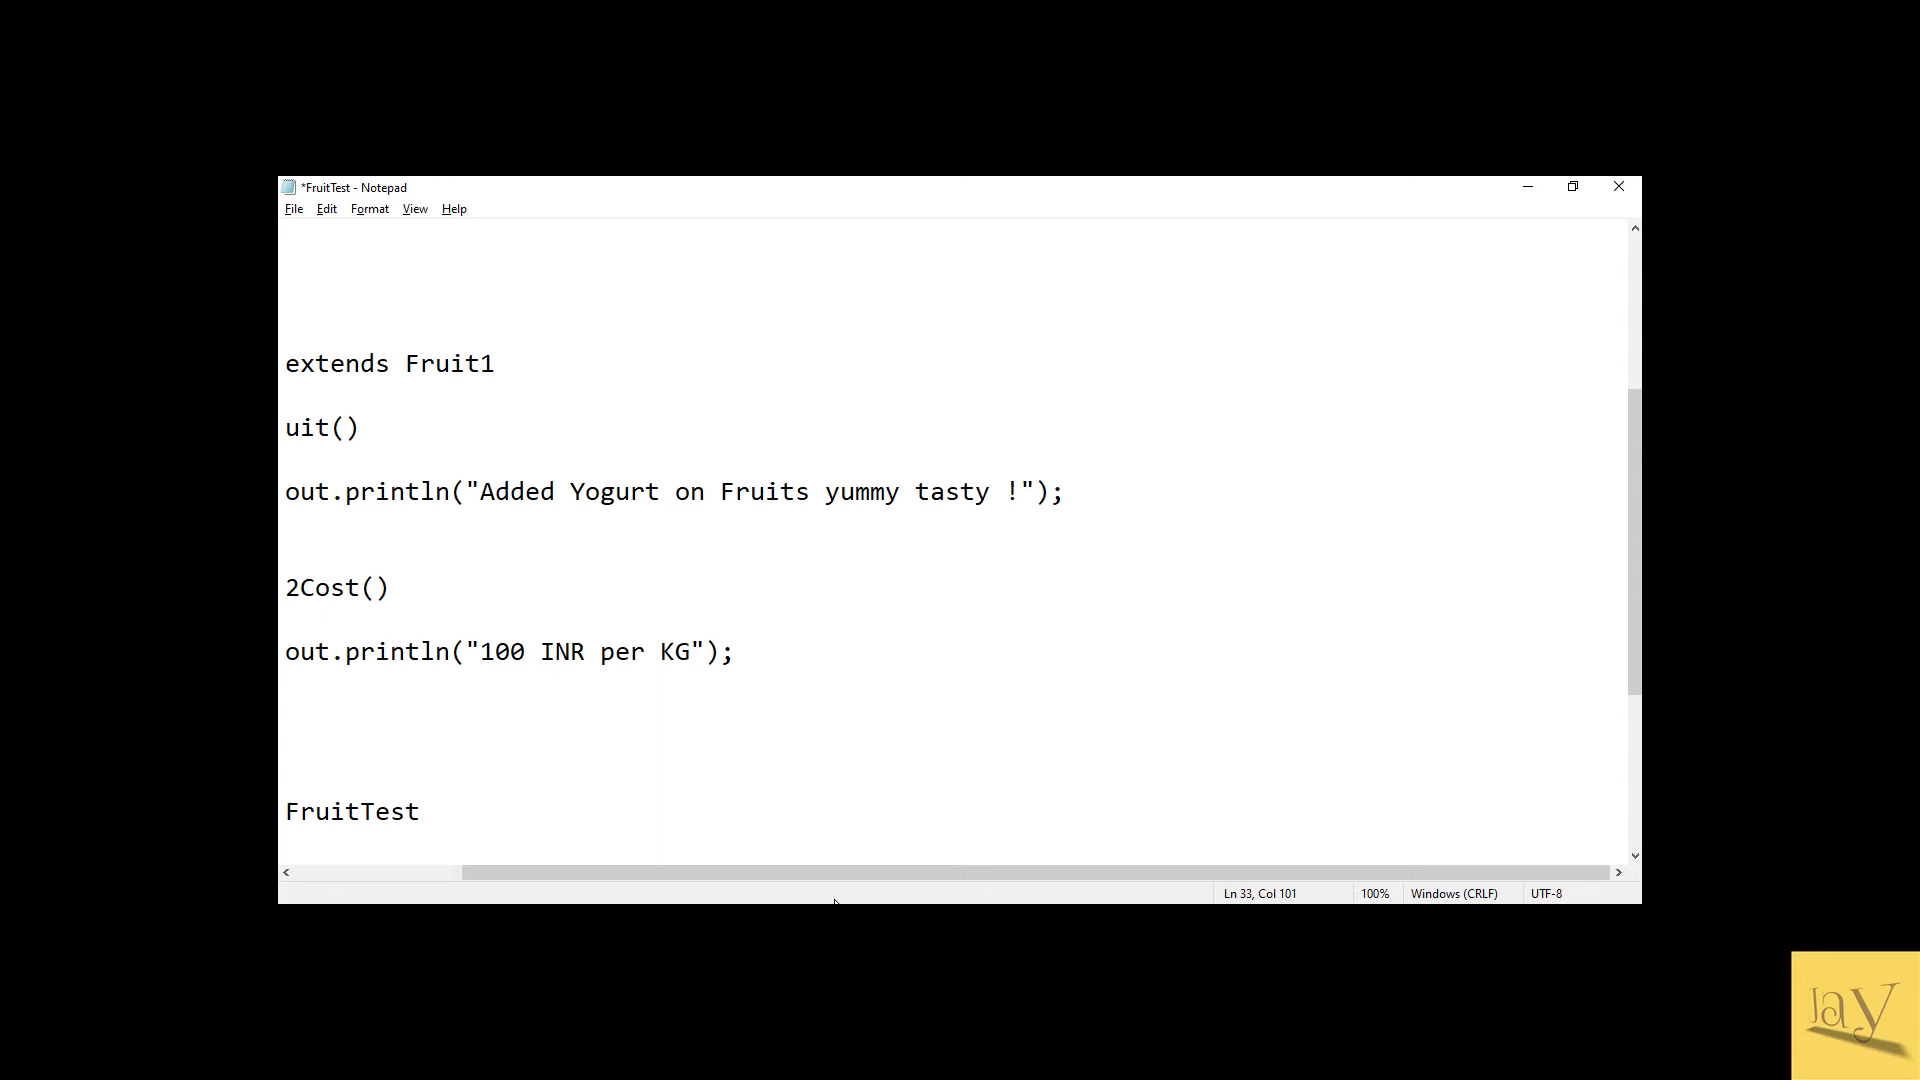 *FruitTest - Notepad
File Edit Format View Help
extends Fruit1
uit()
out.println("Added Yogurt on Fruits yummy tasty !");
2Cost()
out.println("100 INR per KG");
FruitTest
Ln 33, Col 101 100% Windows (CRLF) UTF-8
Jay